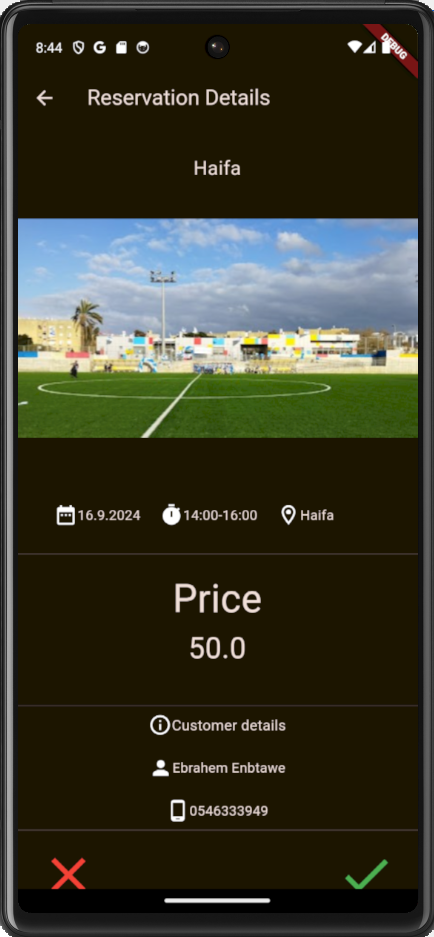 8:44
DEBUG
Reservation Details
Haifa
16.9.2024 14:00-16:00 Haifa
Price
50.0
Customer details
Ebrahem Enbtawe
0546333949